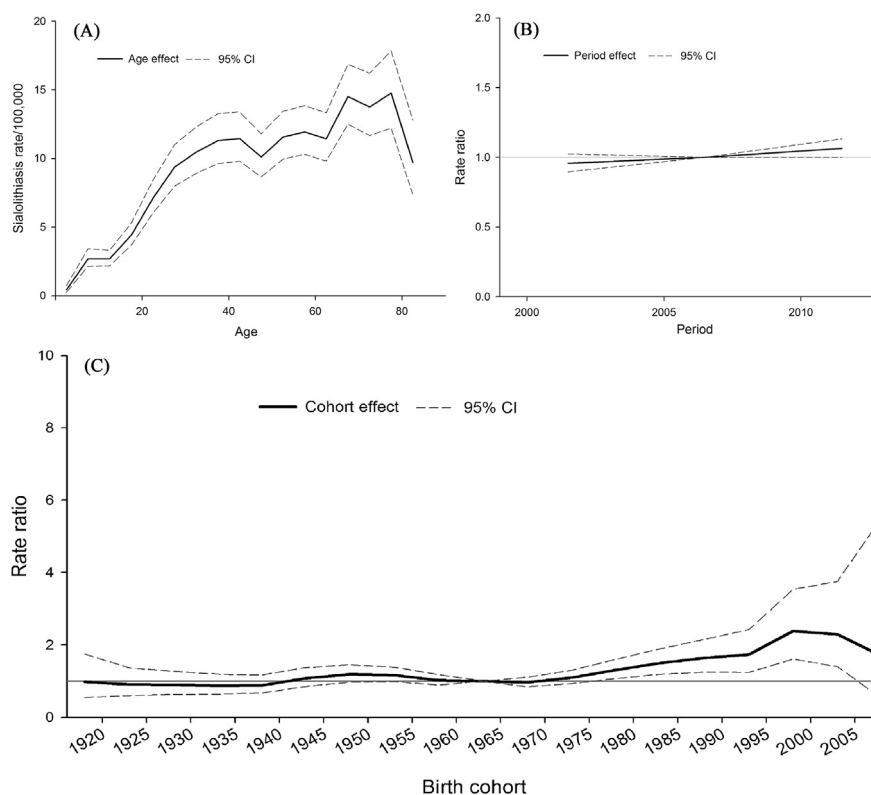 (A)
Age effect 95% CI
Sialolithiasis rate/100,000
20
15
10
5
0
20 40 60 80
Age
(B)
Period effect 95% CI
Rate ratio
2.0
1.5
1.0
0.5
0.0
2000 2005 2010
Period
(C)
Cohort effect 95% CI
Rate ratio
10
8
6
4
2
0
1920 1925 1930 1935 1940 1945 1950 1955 1960 1965 1970 1975 1980 1985 1990 1995 2000 2005
Birth cohort